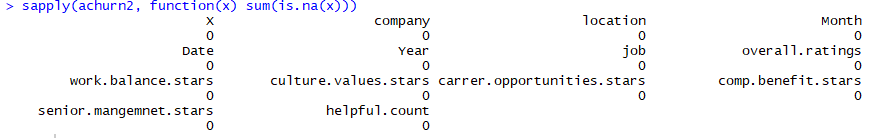 > sapply(achurn2, function(x) sum(is.na(x)))
X company location Month
0 0 0 0
Date Year job overall.ratings
0 0 0 0
work.balance.stars culture.values.stars carrer.opportunities.stars comp.benefit.stars
0 0 0 0
senior.mangemnet.stars helpful.count
0 0